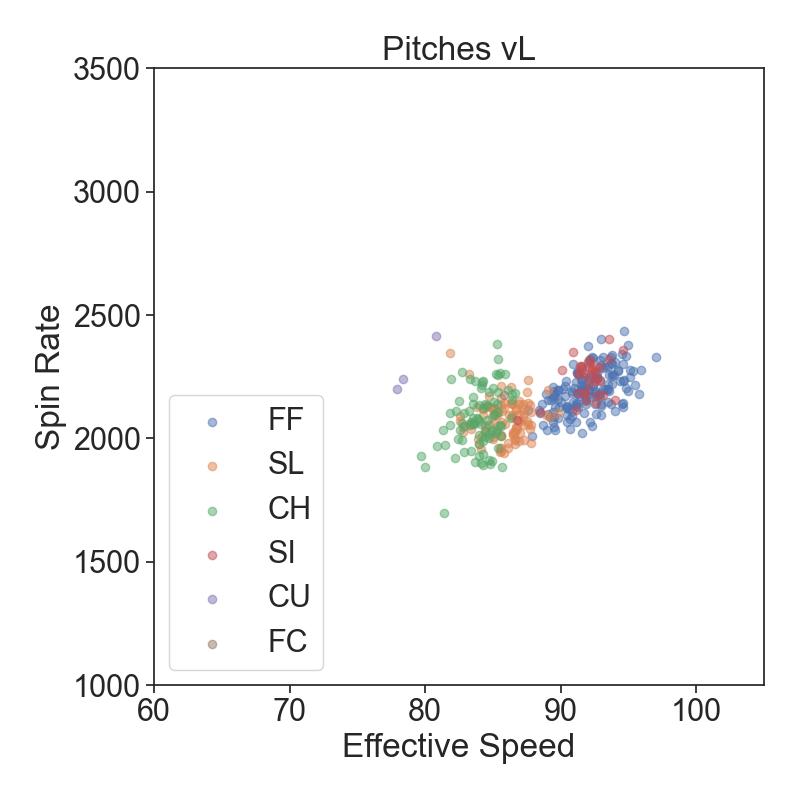 Pitches vL
3500
3000
2500
2000
1500
1000
Spin Rate
FF
SL
CH
SI
CU
FC
60 70 80 90 100
Effective Speed